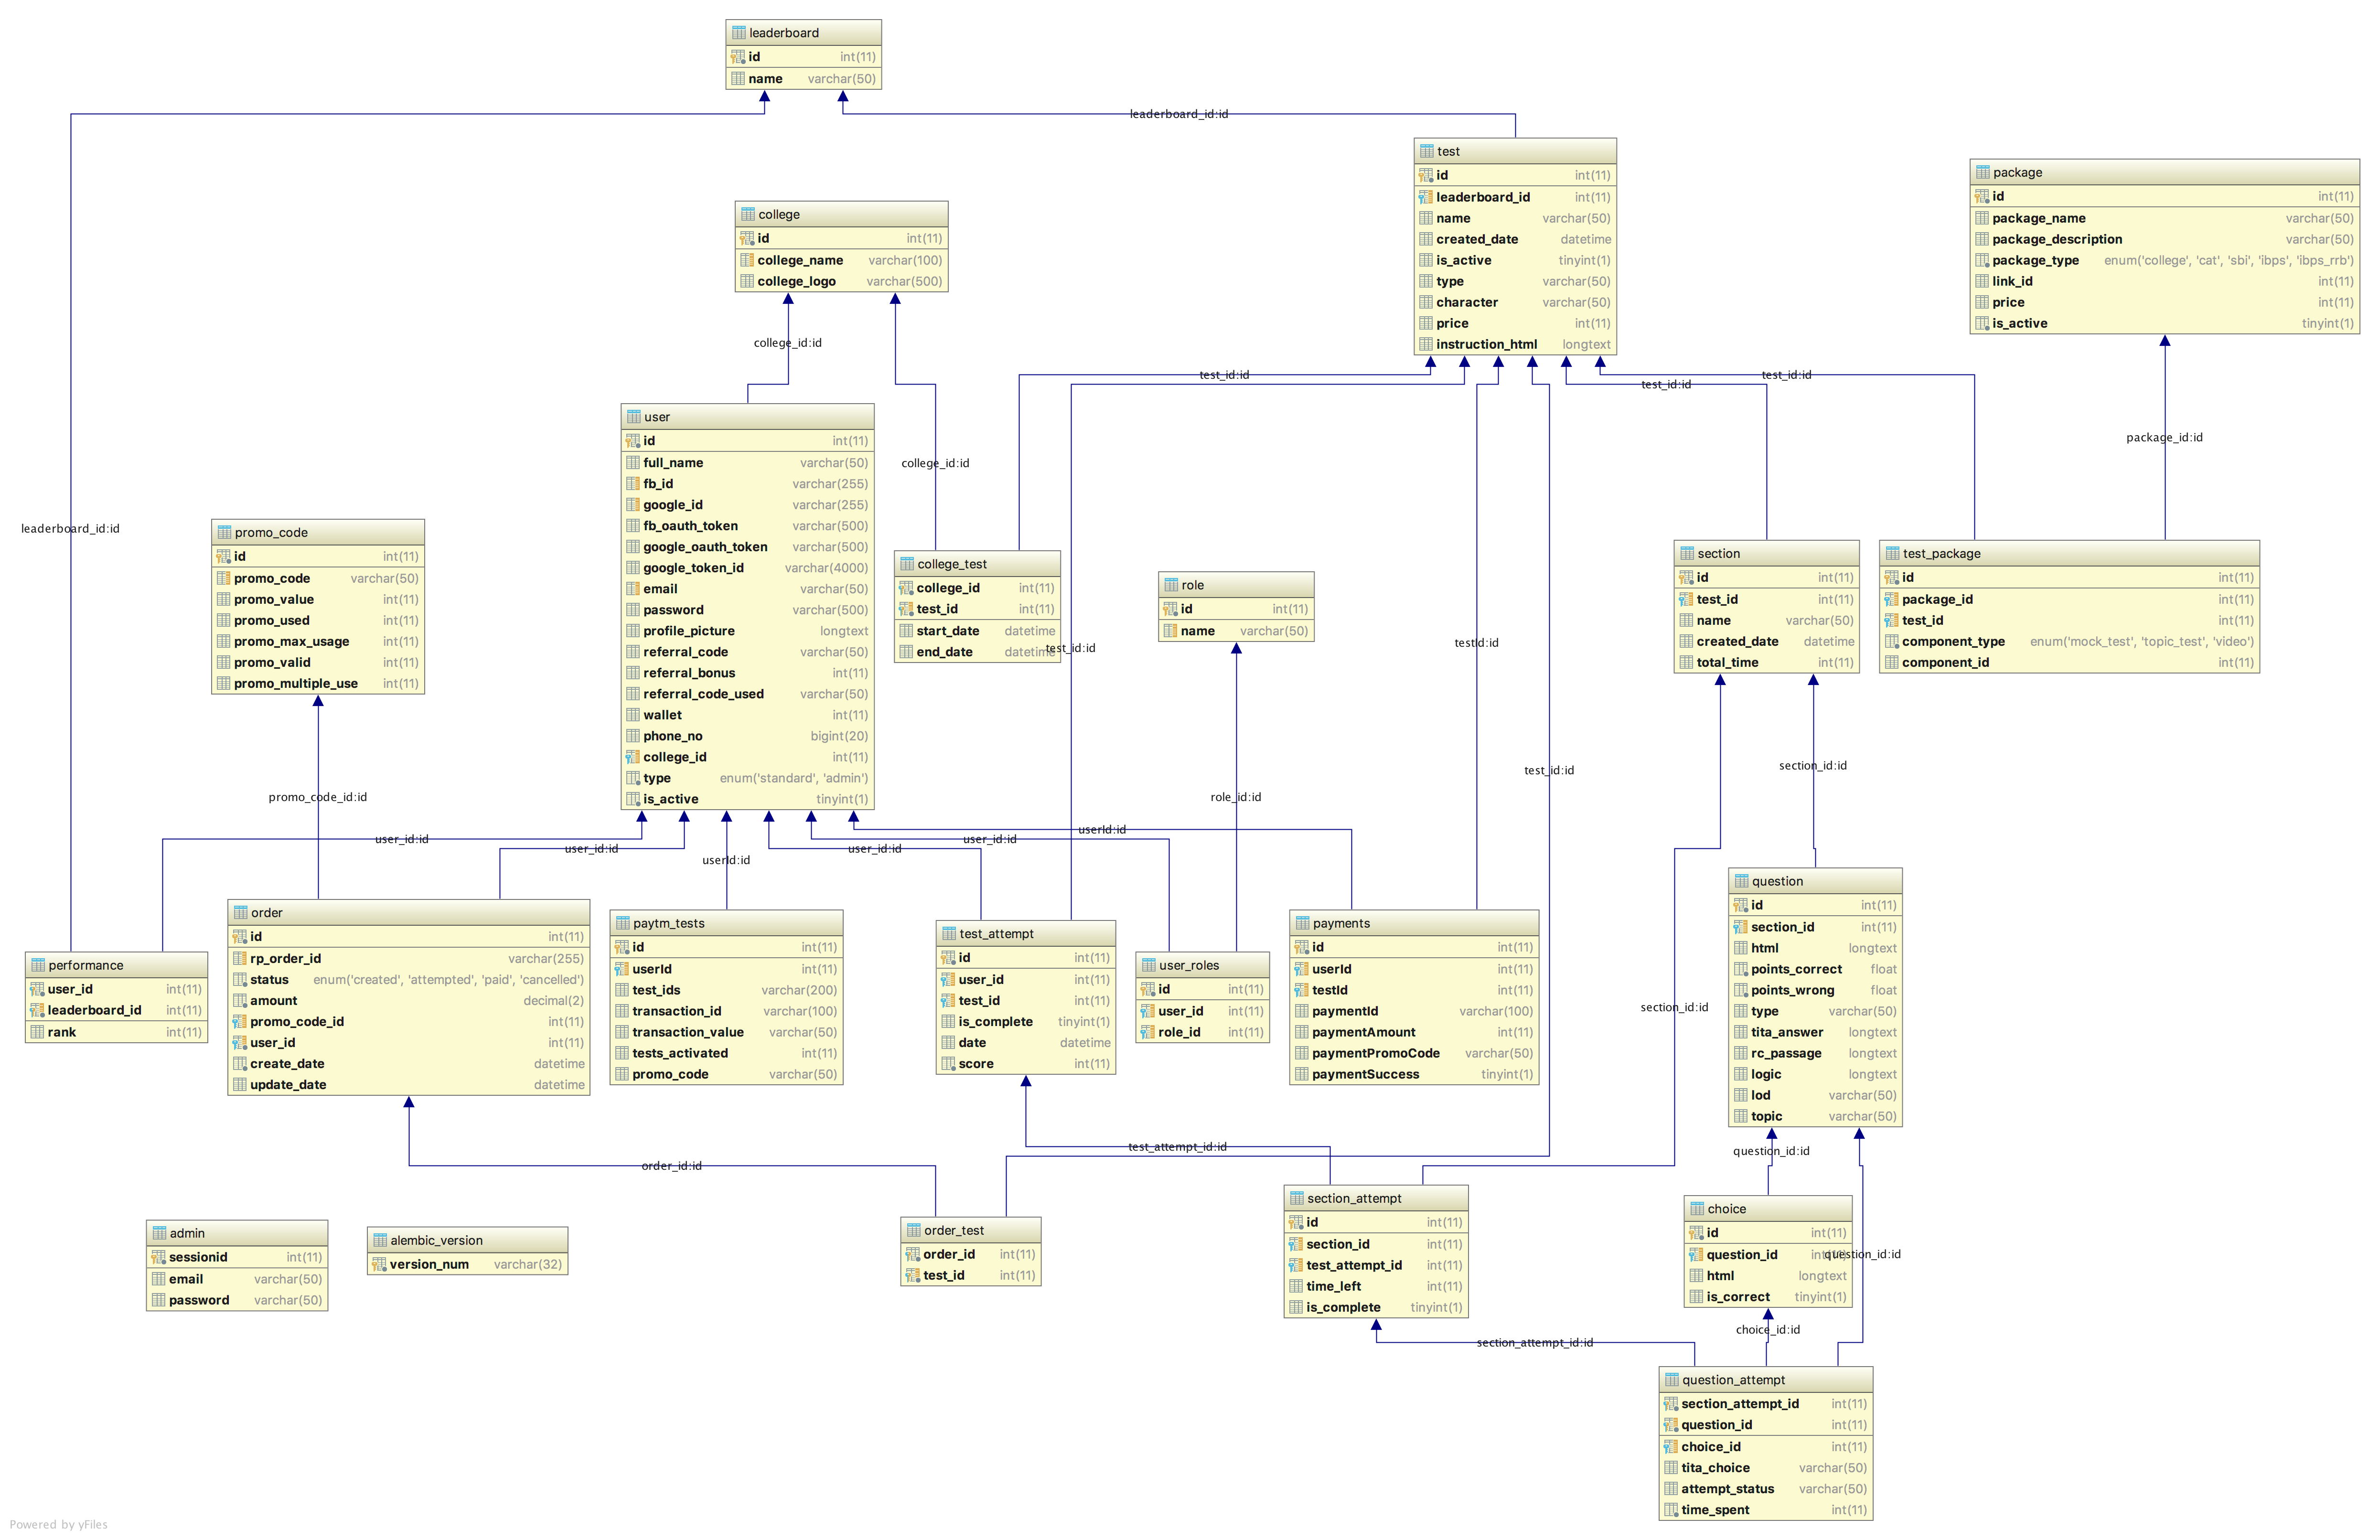 leaderboard
id int(11)
name varchar(50)
leaderboard_id:id
test
id int(11)
leaderboard_id int(11)
name varchar(50)
created_date datetime
is_active tinyint(1)
type varchar(50)
character varchar(50)
price int(11)
instruction_html longtext
package
id int(11)
package_name varchar(50)
package_description varchar(50)
package_type enum('college', 'cat', 'sbi', 'ibps', 'ibps_rrb')
link_id int(11)
price int(11)
is_active tinyint(1)
college
id int(11)
college_name varchar(100)
college_logo varchar(500)
college_id:id
test_id:id
test_id:id
test_id:id
package_id:id
college_id:id
user
id int(11)
full_name varchar(50)
fb_id varchar(255)
google_id varchar(255)
fb_oauth_token varchar(500)
google_oauth_token varchar(500)
google_token_id varchar(4000)
email varchar(50)
password varchar(500)
profile_picture longtext
referral_code varchar(50)
referral_bonus int(11)
referral_code_used varchar(50)
wallet int(11)
phone_no bigint(20)
college_id int(11)
type enum('standard', 'admin')
is_active tinyint(1)
leaderboard_id:id
promo_code
id int(11)
promo_code varchar(50)
promo_value int(11)
promo_used int(11)
promo_max_usage int(11)
promo_valid int(11)
promo_multiple_use int(11)
college_test
college_id int(11)
test_id int(11)
start_date datetime
end_date datetime
test_id:id
role
id int(11)
name varchar(50)
testId:id
section
id int(11)
test_id int(11)
name varchar(50)
created_date datetime
total_time int(11)
test_package
id int(11)
package_id int(11)
test_id int(11)
component_type enum('mock_test', 'topic_test', 'video')
component_id int(11)
section_id:id
test_id:id
promo_code_id:id
role_id:id
user_id:id
user_id:id
userId:id
user_id:id
user_id:id
userId:id
performance
user_id int(11)
leaderboard_id int(11)
rank int(11)
order
id int(11)
rp_order_id varchar(255)
status enum('created', 'attempted', 'paid', 'cancelled')
amount decimal(2)
promo_code_id int(11)
user_id int(11)
create_date datetime
update_date datetime
paytm_tests
id int(11)
userId int(11)
test_ids varchar(200)
transaction_id varchar(100)
transaction_value varchar(50)
tests_activated int(11)
promo_code varchar(50)
test_attempt
id int(11)
user_id int(11)
test_id int(11)
is_complete tinyint(1)
date datetime
score int(11)
user_roles
id int(11)
user_id int(11)
role_id int(11)
payments
id int(11)
userId int(11)
testId int(11)
paymentId varchar(100)
paymentAmount int(11)
paymentPromoCode varchar(50)
paymentSuccess tinyint(1)
section_id:id
question
id int(11)
section_id int(11)
html longtext
points_correct float
points_wrong float
type varchar(50)
tita_answer longtext
rc_passage longtext
logic longtext
lod varchar(50)
topic varchar(50)
test_attempt_id:id
question_id:id
order_id:id
admin
sessionid int(11)
email varchar(50)
password varchar(50)
alembic_version
version_num varchar(32)
order_test
order_id int(11)
test_id int(11)
section_attempt
id int(11)
section_id int(11)
test_attempt_id int(11)
time_left int(11)
is_complete tinyint(1)
choice
id int(11)
question_id int(11)
html longtext
is_correct tinyint(1)
question_id:id
choice_id:id
section_attempt_id:id
question_attempt
section_attempt_id int(11)
question_id int(11)
choice_id int(11)
tita_choice varchar(50)
attempt_status varchar(50)
time_spent int(11)
Powered by yFiles